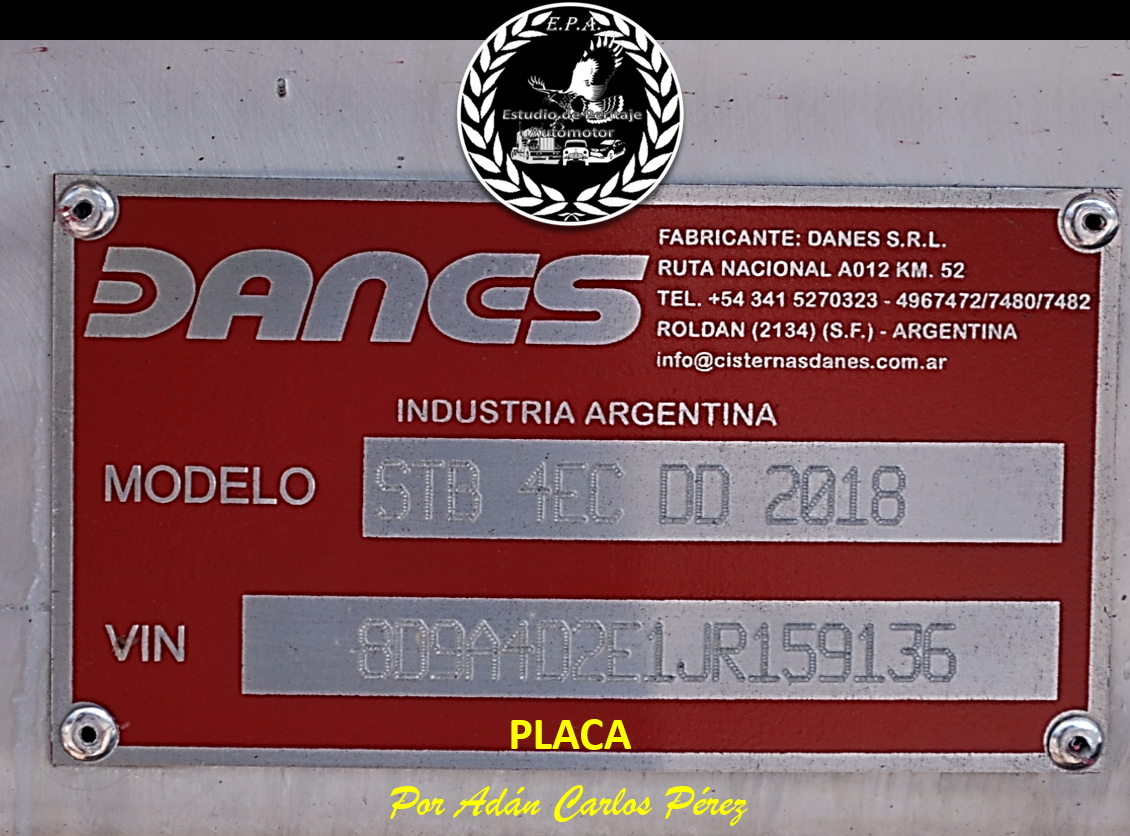 E.P.A.
Estudio de Peritaje
Automotor
DANES
FABRICANTE: DANES S.R.L.
RUTA NACIONAL A012 KM. 52
TEL. +54 341 5270323 - 4967472/7480/7482
ROLDAN (2134) (S.F.) - ARGENTINA
info@cisternasdanes.com.ar
INDUSTRIA ARGENTINA
MODELO STB 4EC DD 2018
VIN 8D9A4D2E1JR159136
PLACA
Por Adán Carlos Pérez